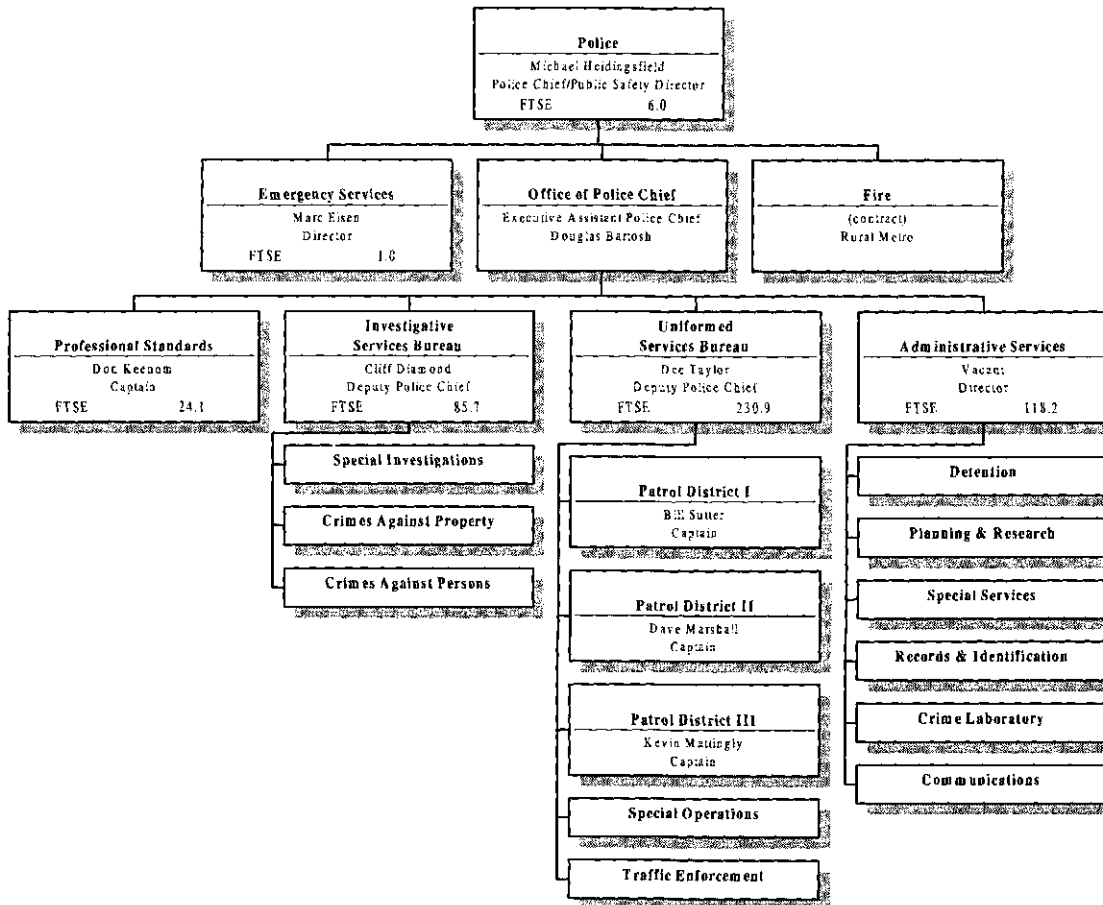 Police
Michael Heidingsfield
Police Chief/Public Safety Director
FTSE 6.0
Emergency Services
Marc Eisen
Director
FTSE 1.0
Office of Police Chief
Executive Assistant Police Chief
Douglas Bartosh
Fire
(contract)
Rural Metro
Professional Standards
Don Keenom
Captain
FTSE 24.1
Investigative
Services Bureau
Cliff Diamond
Deputy Police Chief
FTSE 85.7
Special Investigations
Crimes Against Property
Crimes Against Persons
Uniformed
Services Bureau
Dee Taylor
Deputy Police Chief
FTSE 230.9
Patrol District I
Bill Sutter
Captain
Patrol District II
Dave Marshall
Captain
Patrol District III
Kevin Mattingly
Captain
Special Operations
Traffic Enforcement
Administrative Services
Vacant
Director
FTSE 118.2
Detention
Planning & Research
Special Services
Records & Identification
Crime Laboratory
Communications